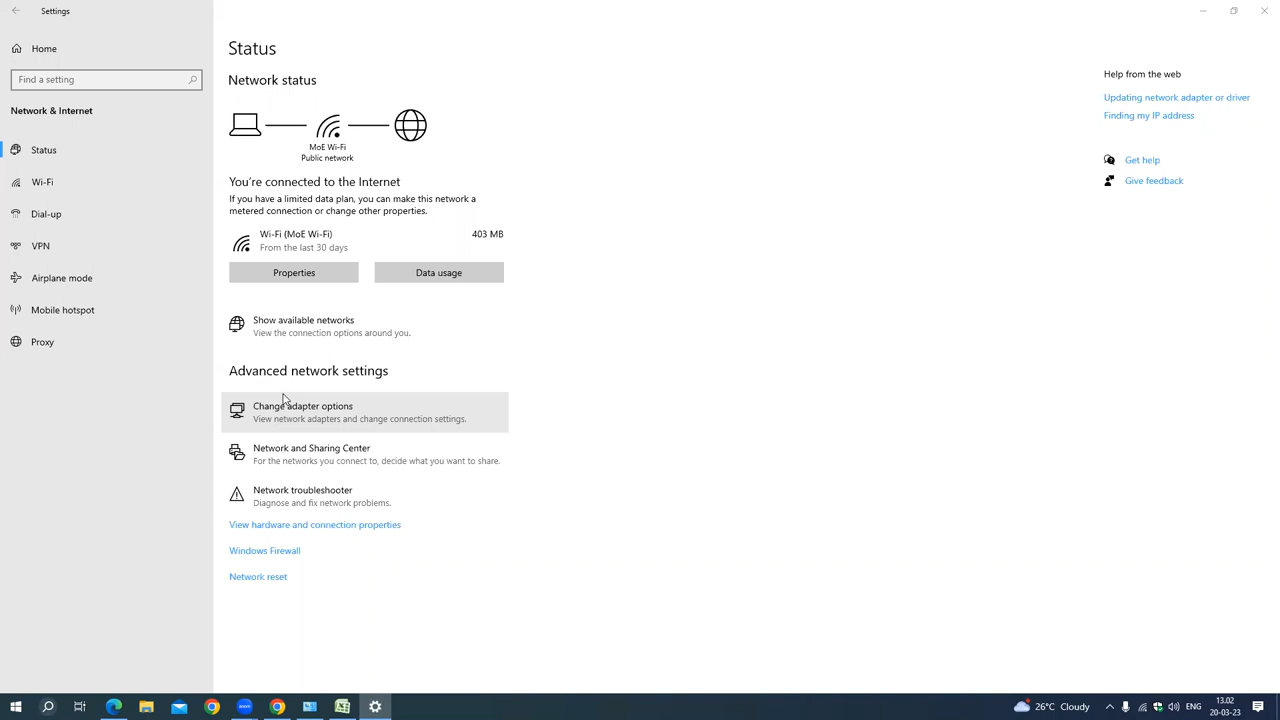 Settings
Home
Find a setting
Network & Internet
Status
Wi-Fi
Dial-up
VPN
Airplane mode
Mobile hotspot
Proxy
Status
Network status
MoE Wi-Fi
Public network
You're connected to the Internet
If you have a limited data plan, you can make this network a
metered connection or change other properties.
Wi-Fi (MoE Wi-Fi) 403 MB
From the last 30 days
Properties Data usage
Show available networks
View the connection options around you.
Advanced network settings
Change adapter options
View network adapters and change connection settings.
Network and Sharing Center
For the networks you connect to, decide what you want to share.
Network troubleshooter
Diagnose and fix network problems.
View hardware and connection properties
Windows Firewall
Network reset
Help from the web
Updating network adapter or driver
Finding my IP address
Get help
Give feedback
zoom
26°C Cloudy
ENG
13.02
20-03-23